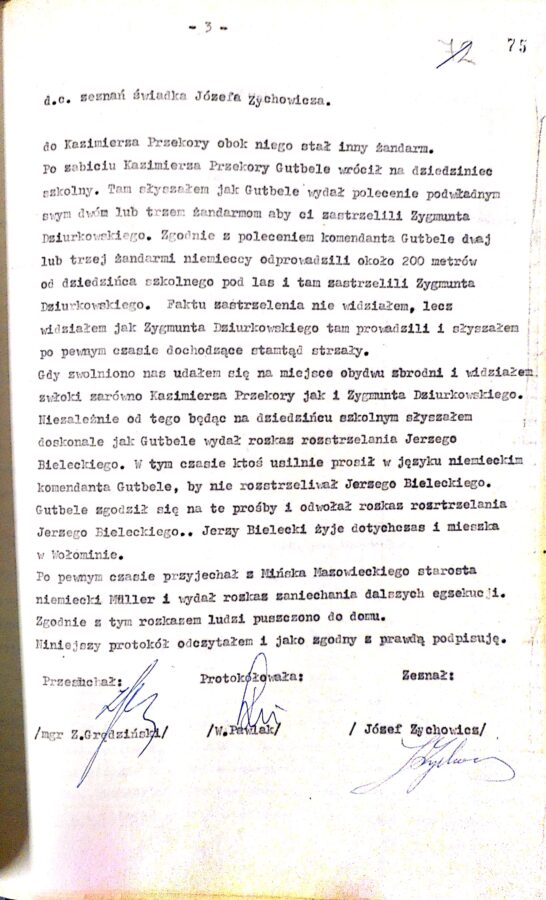 - 3 -
72 75
d.c. zeznań świadka Józefa Zychowicza.
do Kazimierza Przekory obok niego stał inny żandarm.
Po zabiciu Kazimierza Przekory Gutbele wrócił na dziedziniec
szkolny. Tam słyszałem jak Gutbele wydał polecenie podwładnym
swym dwóm lub trzem żandarmom aby ci zastrzelili Zygmunta
Dziurkowskiego. Zgodnie z poleceniem komendanta Gutbele dwaj
lub trzej żandarmi niemieccy odprowadzili około 200 metrów
od dziedzińca szkolnego pod las i tam zastrzelili Zygmunta
Dziurkowskiego. Faktu zastrzelenia nie widziałem, lecz
widziałem jak Zygmunta Dziurkowskiego tam prowadzili i słyszałem
po pewnym czasie dochodzące stamtąd strzały.
Gdy zwolniono nas udałem się na miejsce obydwu zbrodni i widziałem
zwłoki zarówno Kazimierza Przekory jak i Zygmunta Dziurkowskiego.
Niezależnie od tego będąc na dziedzińcu szkolnym słyszałem
doskonale jak Gutbele wydał rozkaz rozstrzelania Jerzego
Bieleckiego. W tym czasie ktoś usilnie prosił w języku niemieckim
komendanta Gutbele, by nie rozstrzeliwał Jerzego Bieleckiego.
Gutbele zgodził się na te prośby i odwołał rozkaz rozrtrzelania
Jerzego Bieleckiego.. Jerzy Bielecki żyje dotychczas i mieszka
w Wołominie.
Po pewnym czasie przyjechał z Mińska Mazowieckiego starosta
niemiecki Müller i wydał rozkaz zaniechania dalszych egzekucji.
Zgodnie z tym rozkazem ludzi puszczono do domu.
Niniejszy protokół odczytałem i jako zgodny z prawdą podpisuję.
Przesłuchał: Protokółowała: Zeznał:
/mgr Z.Grędziński/ /W.Pawlak/ / Józef Zychowicz/